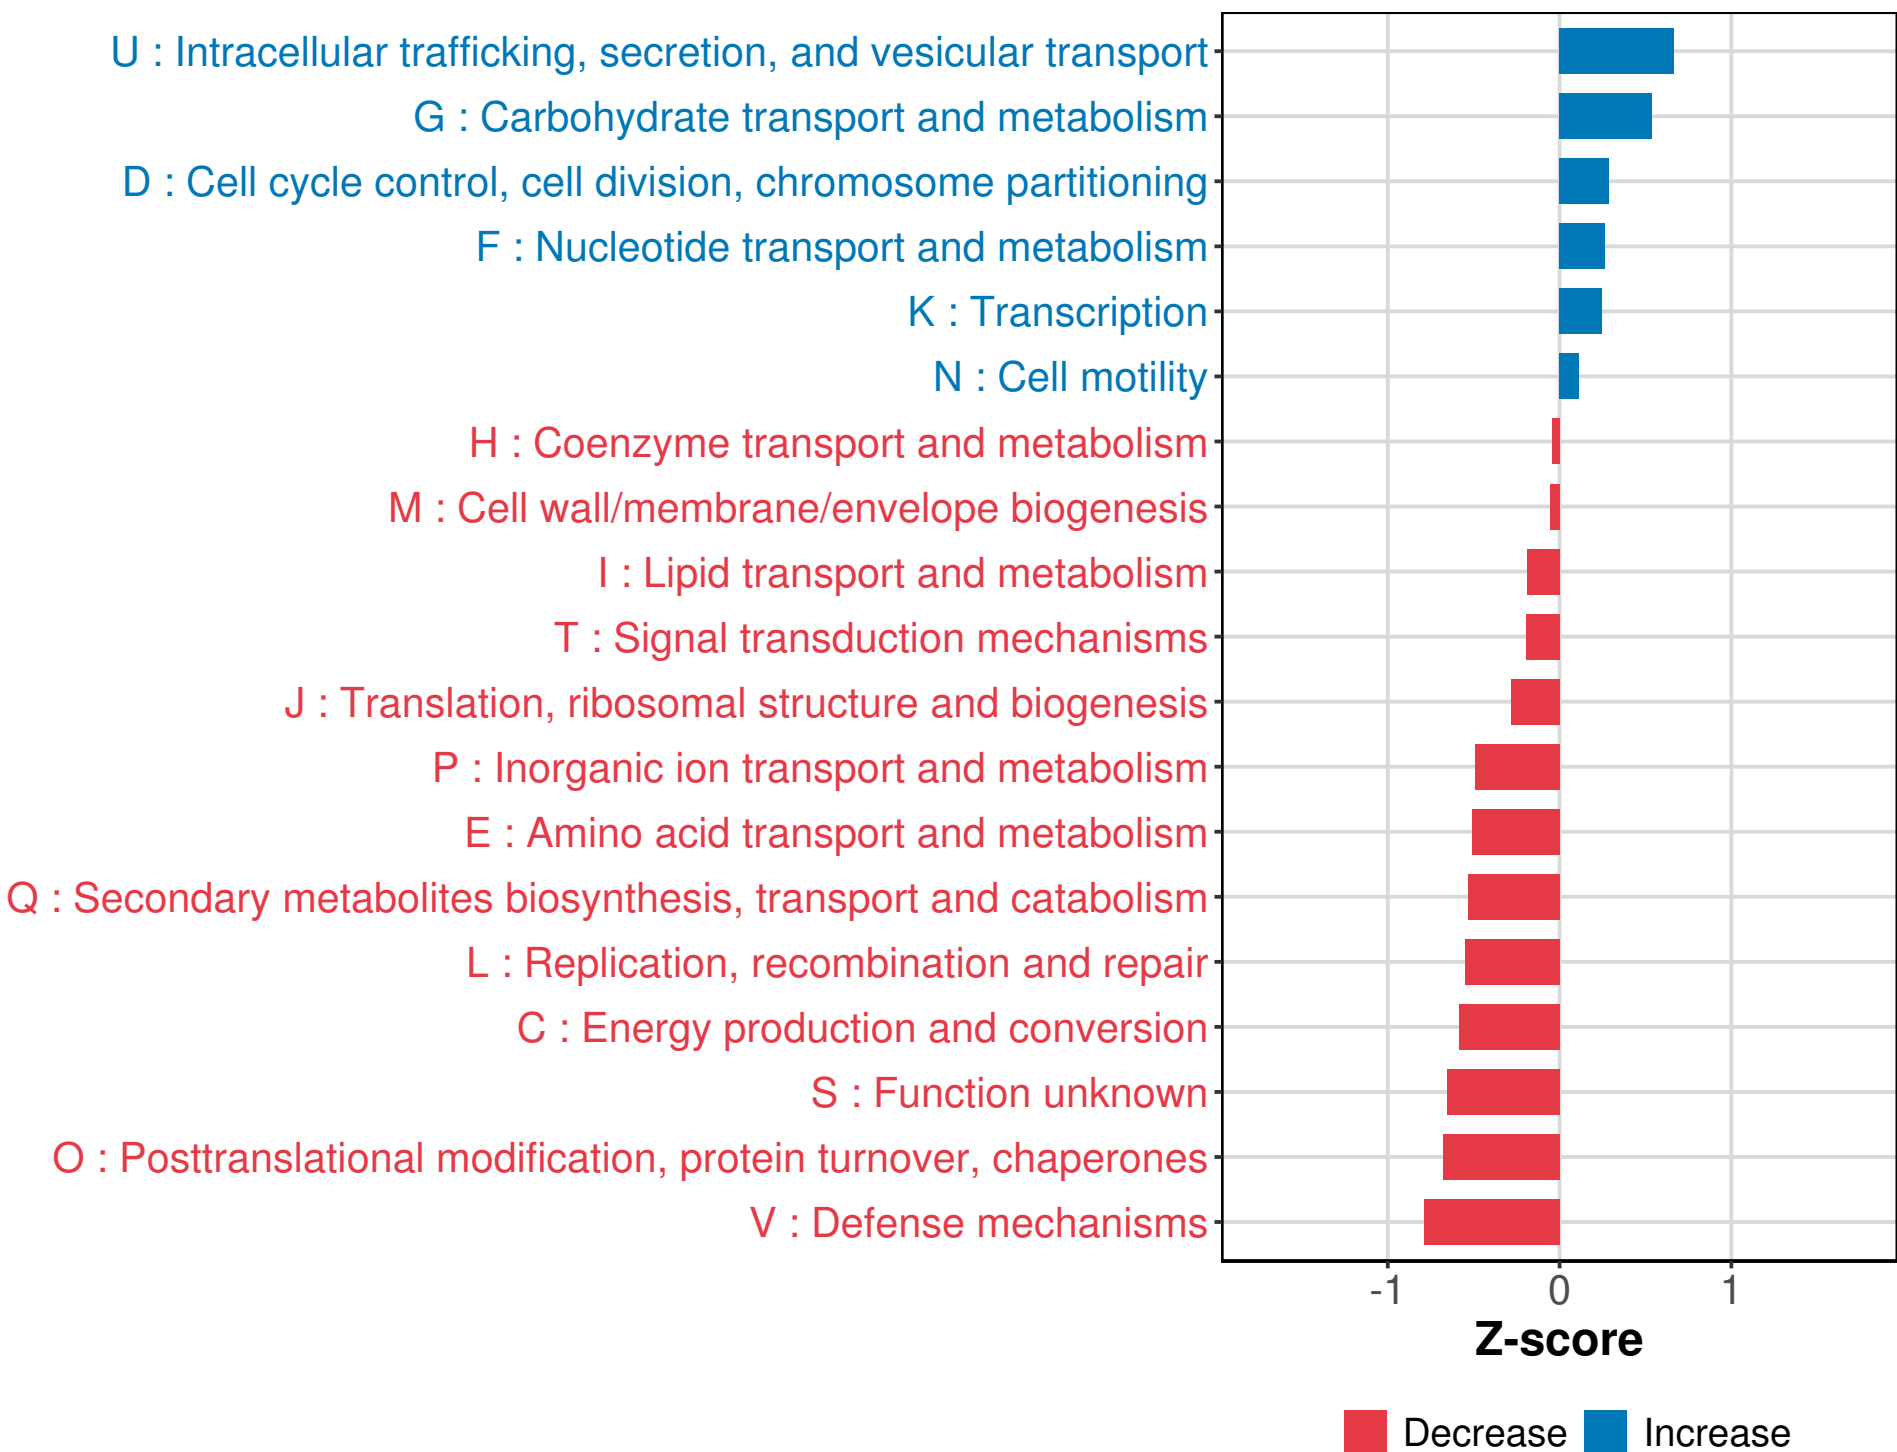 U : Intracellular trafficking, secretion, and vesicular transport
G : Carbohydrate transport and metabolism
D : Cell cycle control, cell division, chromosome partitioning
F : Nucleotide transport and metabolism
K : Transcription
N : Cell motility
H : Coenzyme transport and metabolism
M : Cell wall/membrane/envelope biogenesis
I : Lipid transport and metabolism
T : Signal transduction mechanisms
J : Translation, ribosomal structure and biogenesis
P : Inorganic ion transport and metabolism
E : Amino acid transport and metabolism
Q : Secondary metabolites biosynthesis, transport and catabolism
L : Replication, recombination and repair
C : Energy production and conversion
S : Function unknown
O : Posttranslational modification, protein turnover, chaperones
V : Defense mechanisms
-1 0 1
Z-score
Decrease Increase